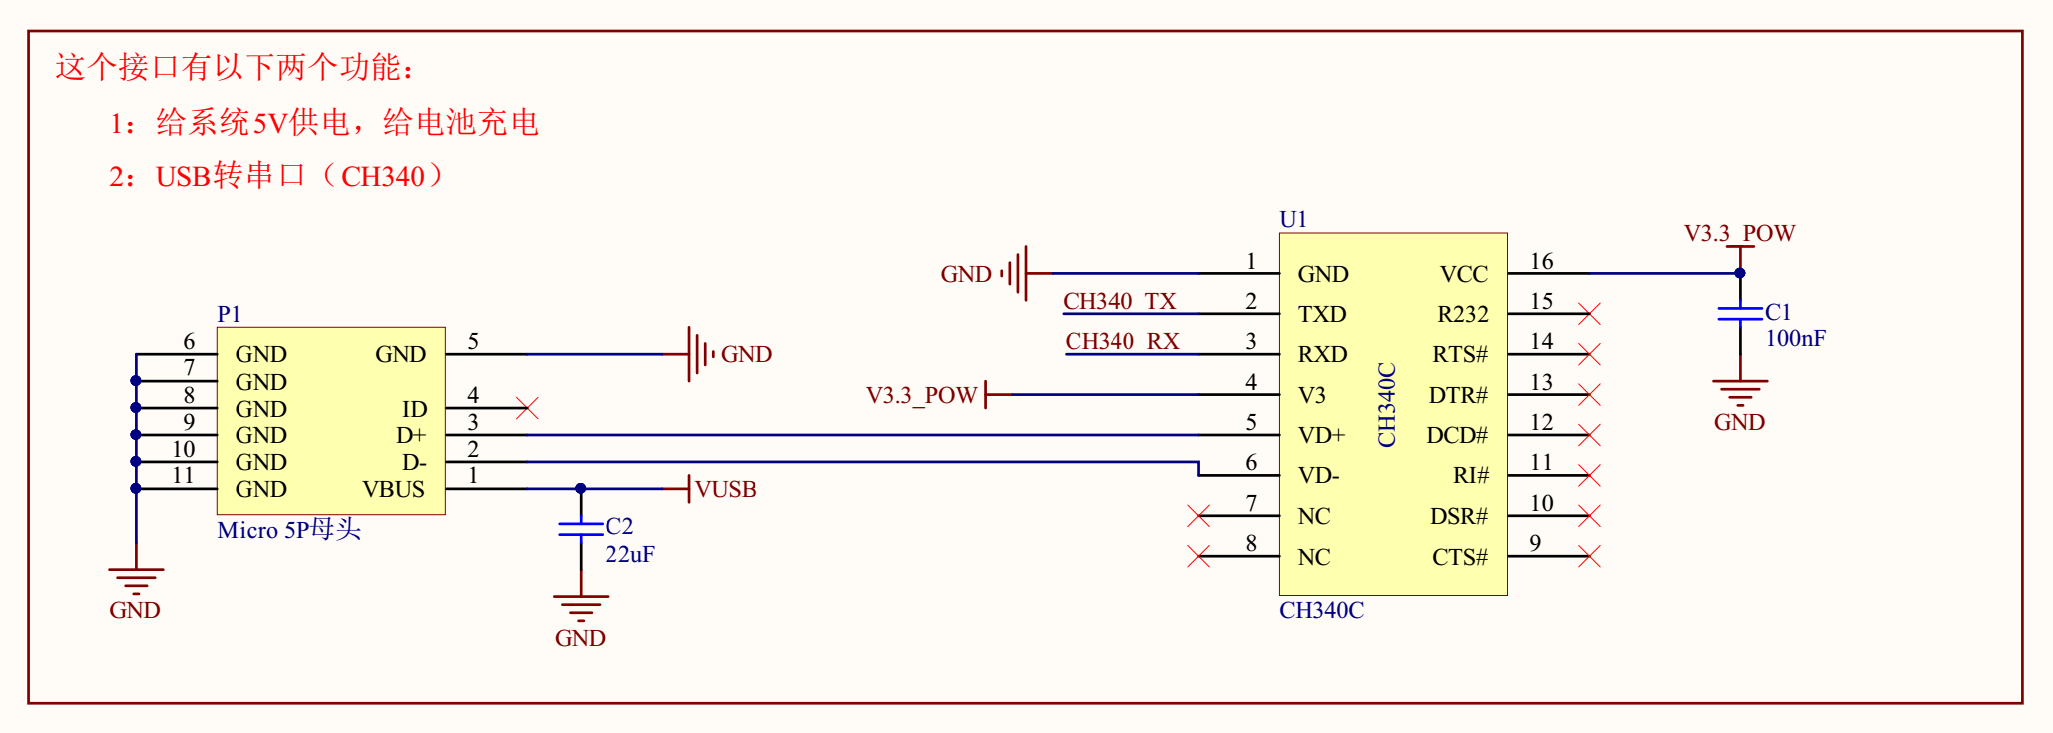 这个接口有以下两个功能：
1：给系统5V供电，给电池充电
2：USB转串口（CH340）
P1
6 GND GND 5 GND
7 GND
8 GND ID 4
9 GND D+ 3
10 GND D- 2
11 GND VBUS 1 VUSB
Micro 5P母头
C2
22uF
GND
GND
U1
GND 1 GND VCC 16 V3.3_POW
CH340_TX 2 TXD R232 15
CH340_RX 3 RXD RTS# 14
V3.3_POW 4 V3 DTR# 13
5 VD+ DCD# 12
6 VD- RI# 11
7 NC DSR# 10
8 NC CTS# 9
CH340C
CH340C
C1
100nF
GND